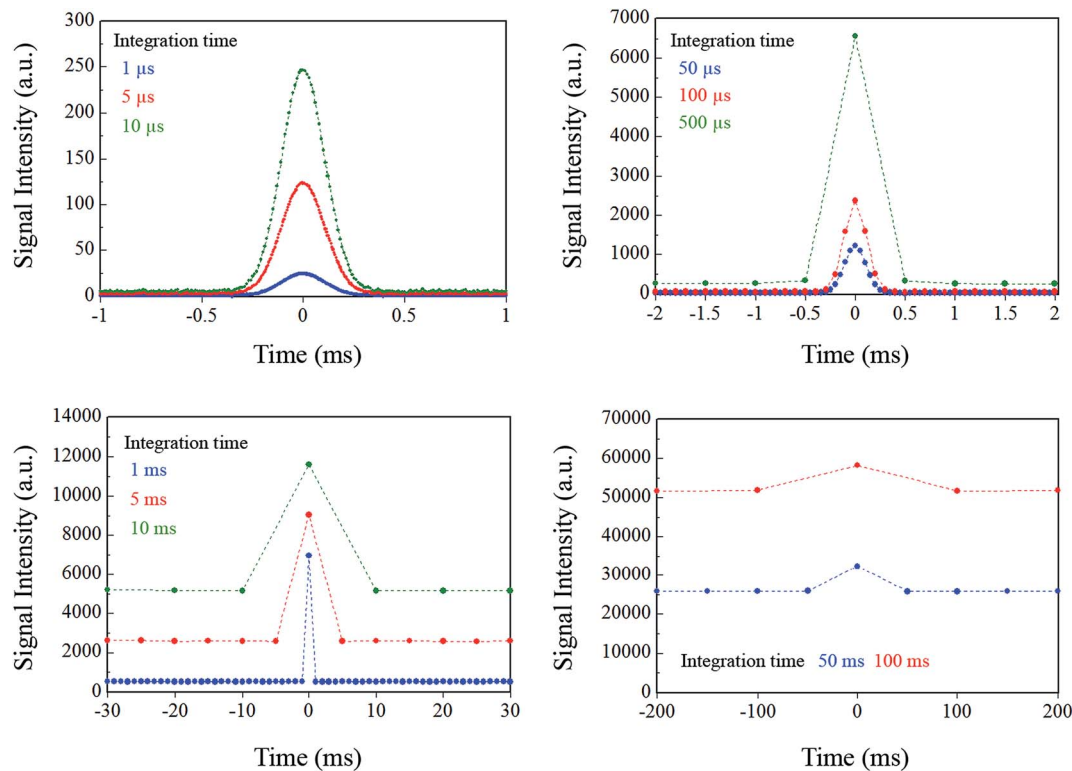 300
250
200
150
100
50
0
Signal Intensity (a.u.)
Integration time
1 µs
5 µs
10 µs
-1 -0.5 0 0.5 1
Time (ms)
7000
6000
5000
4000
3000
2000
1000
0
Signal Intensity (a.u.)
Integration time
50 µs
100 µs
500 µs
-2 -1.5 -1 -0.5 0 0.5 1 1.5 2
Time (ms)
14000
12000
10000
8000
6000
4000
2000
0
Signal Intensity (a.u.)
Integration time
1 ms
5 ms
10 ms
-30 -20 -10 0 10 20 30
Time (ms)
70000
60000
50000
40000
30000
20000
10000
0
Signal Intensity (a.u.)
Integration time 50 ms 100 ms
-200 -100 0 100 200
Time (ms)